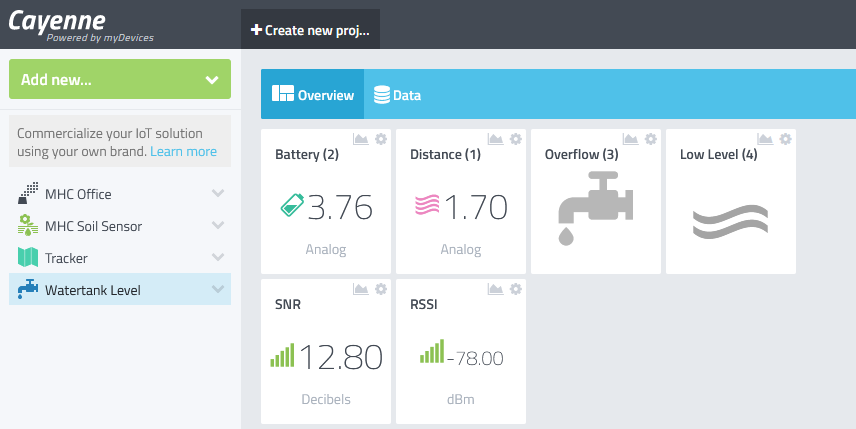 Cayenne
Powered by myDevices
Create new proj...
Add new...
Overview
Data
Commercialize your IoT solution
using your own brand. Learn more
MHC Office
MHC Soil Sensor
Tracker
Watertank Level
Battery (2)
3.76
Analog
Distance (1)
1.70
Analog
Overflow (3)
Low Level (4)
SNR
12.80
Decibels
RSSI
-78.00
dBm